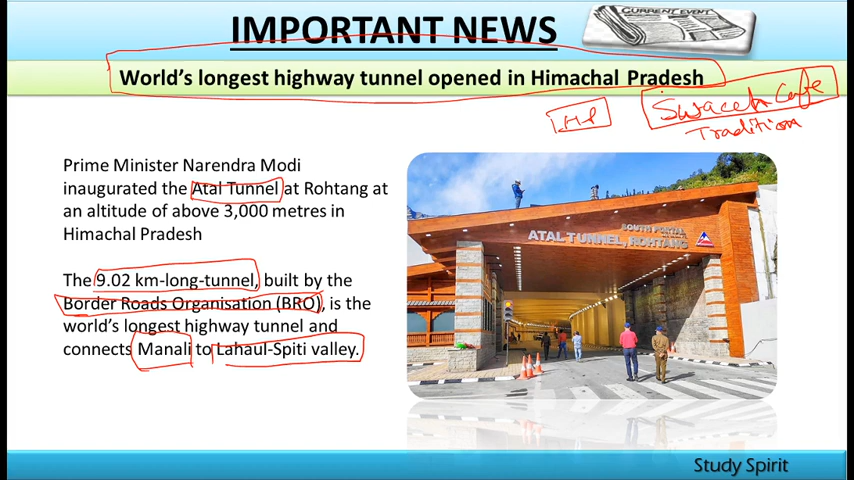 IMPORTANT NEWS
CURRENT EVENT
World's longest highway tunnel opened in Himachal Pradesh
HP
Swacch Cafe
Tradition
Prime Minister Narendra Modi
inaugurated the Atal Tunnel at Rohtang at
an altitude of above 3,000 metres in
Himachal Pradesh
The 9.02 km-long-tunnel, built by the
Border Roads Organisation (BRO), is the
world's longest highway tunnel and
connects Manali to Lahaul-Spiti valley.
SOUTH PORTAL
ATAL TUNNEL, ROHTANG
Study Spirit